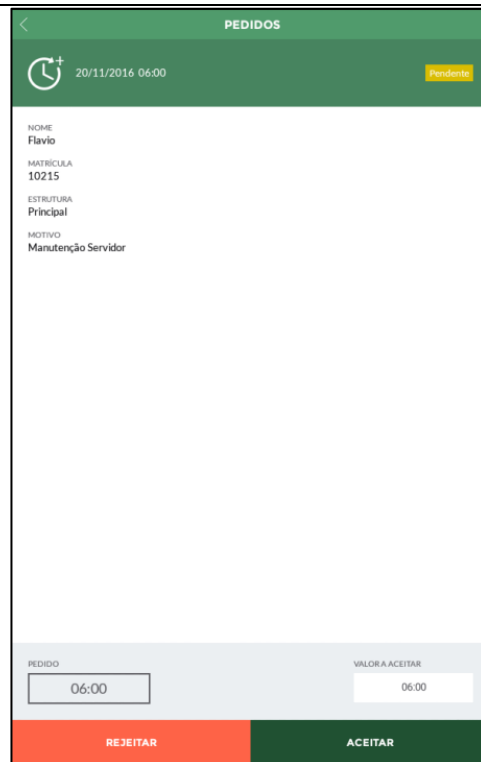 PEDIDOS
20/11/2016 06:00
Pendente
NOME
Flavio
MATRÍCULA
10215
ESTRUTURA
Principal
MOTIVO
Manutenção Servidor
PEDIDO
VALOR A ACEITAR
06:00
06:00
REJEITAR
ACEITAR